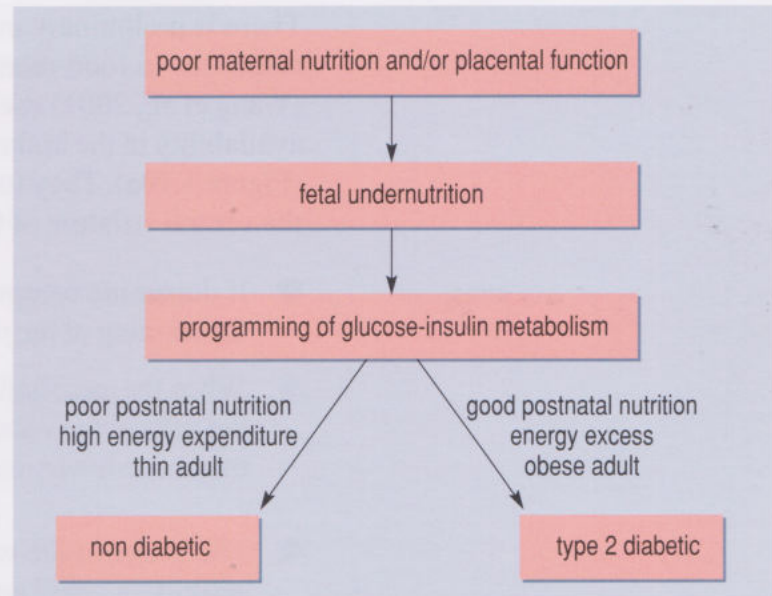 poor maternal nutrition and/or placental function
fetal undernutrition
programming of glucose-insulin metabolism
poor postnatal nutrition
high energy expenditure
thin adult
good postnatal nutrition
energy excess
obese adult
non diabetic
type 2 diabetic